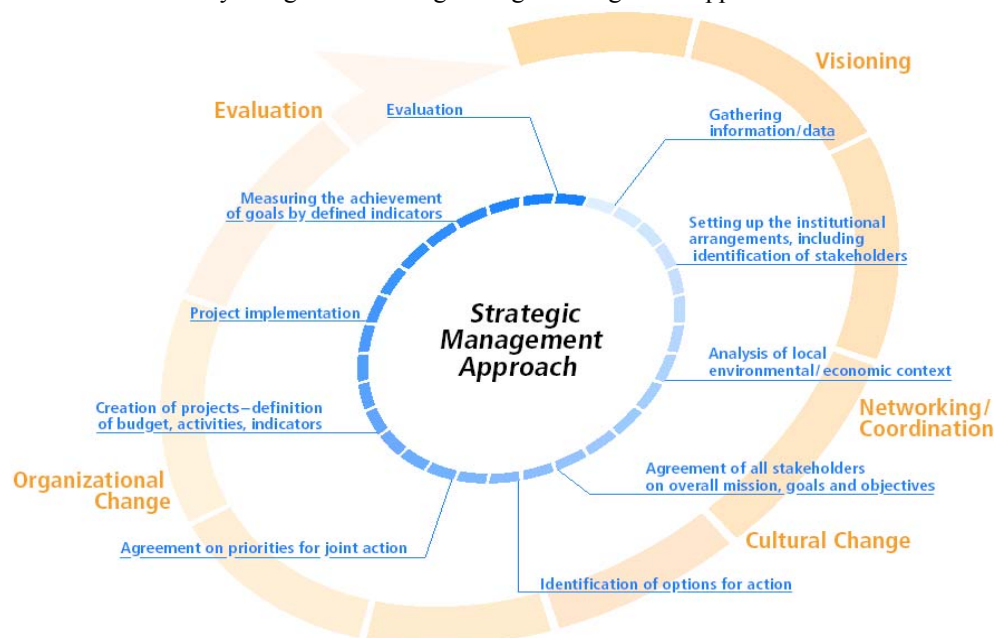 Visioning
Evaluation
Evaluation
Gathering
information/data
Measuring the achievement
of goals by defined indicators
Setting up the institutional
arrangements, including
identification of stakeholders
Strategic
Management
Approach
Project implementation
Analysis of local
environmental/economic context
Creation of projects–definition
of budget, activities, indicators
Networking/
Coordination
Organizational
Change
Agreement of all stakeholders
on overall mission, goals and objectives
Agreement on priorities for joint action
Cultural Change
Identification of options for action